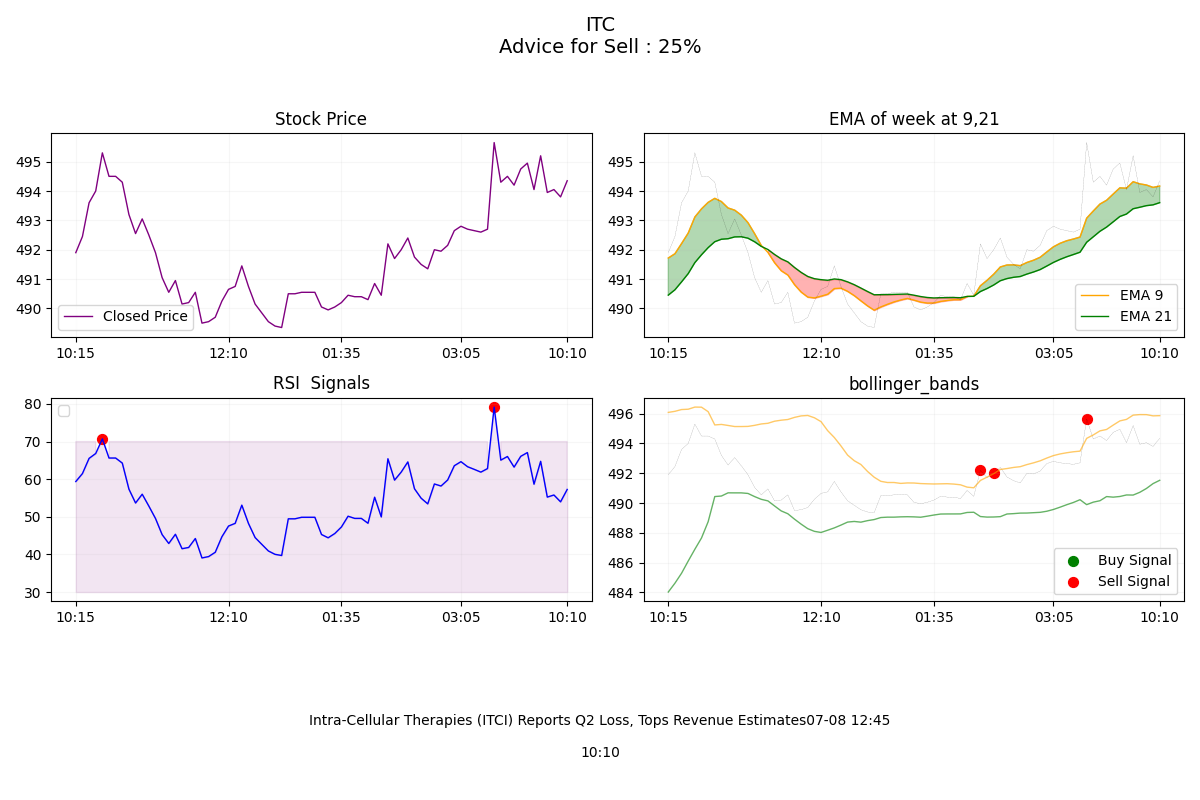 ITC
Advice for Sell : 25%
Stock Price
495
494
493
492
491
490
Closed Price
10:15 12:10 01:35 03:05 10:10
EMA of week at 9,21
495
494
493
492
491
490
EMA 9
EMA 21
10:15 12:10 01:35 03:05 10:10
RSI  Signals
80
70
60
50
40
30
10:15 12:10 01:35 03:05 10:10
bollinger_bands
496
494
492
490
488
486
484
Buy Signal
Sell Signal
10:15 12:10 01:35 03:05 10:10
Intra-Cellular Therapies (ITCI) Reports Q2 Loss, Tops Revenue Estimates07-08 12:45
10:10